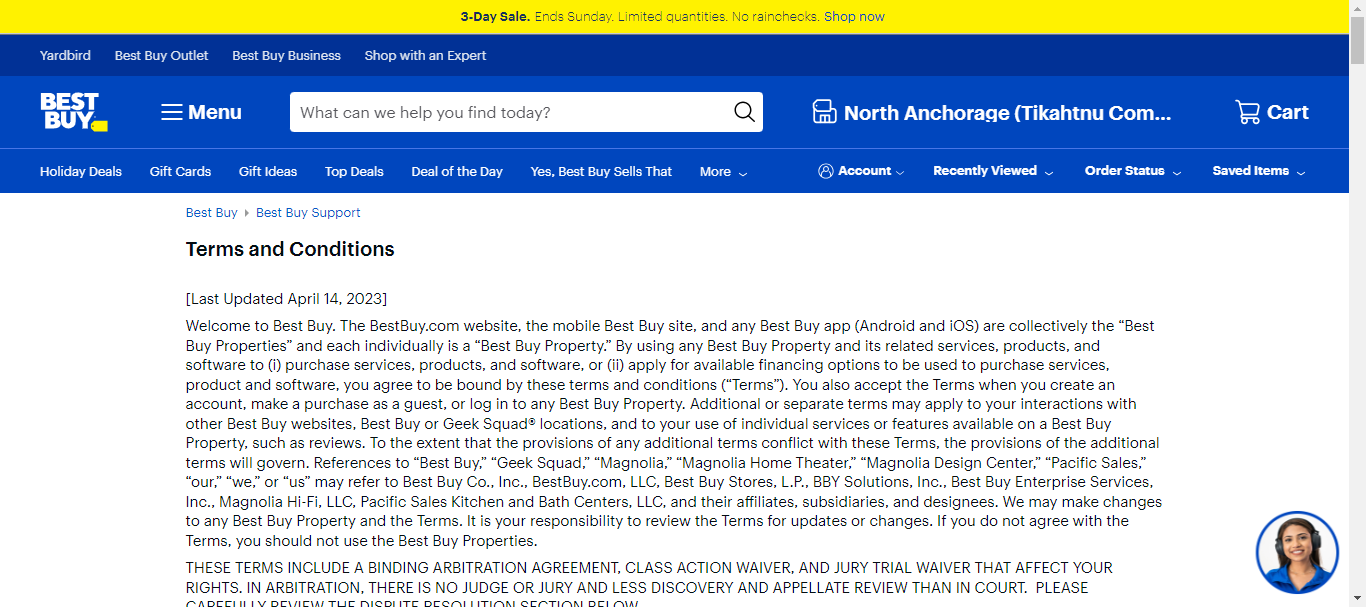 3-Day Sale. Ends Sunday. Limited quantities. No rainchecks. Shop now
Yardbird Best Buy Outlet Best Buy Business Shop with an Expert
BEST BUY
Menu
What can we help you find today?
North Anchorage (Tikahtnu Com...
Cart
Holiday Deals Gift Cards Gift Ideas Top Deals Deal of the Day Yes, Best Buy Sells That More Account Recently Viewed Order Status Saved Items
Best Buy Best Buy Support
Terms and Conditions
[Last Updated April 14, 2023]
Welcome to Best Buy. The BestBuy.com website, the mobile Best Buy site, and any Best Buy app (Android and iOS) are collectively the “Best
Buy Properties” and each individually is a “Best Buy Property.” By using any Best Buy Property and its related services, products, and
software to (i) purchase services, products, and software, or (ii) apply for available financing options to be used to purchase services,
product and software, you agree to be bound by these terms and conditions (“Terms”). You also accept the Terms when you create an
account, make a purchase as a guest, or log in to any Best Buy Property. Additional or separate terms may apply to your interactions with
other Best Buy websites, Best Buy or Geek Squad® locations, and to your use of individual services or features available on a Best Buy
Property, such as reviews. To the extent that the provisions of any additional terms conflict with these Terms, the provisions of the additional
terms will govern. References to “Best Buy,” “Geek Squad,” “Magnolia,” “Magnolia Home Theater,” “Magnolia Design Center,” “Pacific Sales,”
“our,” “we,” or “us” may refer to Best Buy Co., Inc., BestBuy.com, LLC, Best Buy Stores, L.P., BBY Solutions, Inc., Best Buy Enterprise Services,
Inc., Magnolia Hi-Fi, LLC, Pacific Sales Kitchen and Bath Centers, LLC, and their affiliates, subsidiaries, and designees. We may make changes
to any Best Buy Property and the Terms. It is your responsibility to review the Terms for updates or changes. If you do not agree with the
Terms, you should not use the Best Buy Properties.
THESE TERMS INCLUDE A BINDING ARBITRATION AGREEMENT, CLASS ACTION WAIVER, AND JURY TRIAL WAIVER THAT AFFECT YOUR
RIGHTS. IN ARBITRATION, THERE IS NO JUDGE OR JURY AND LESS DISCOVERY AND APPELLATE REVIEW THAN IN COURT. PLEASE
CAREFULLY REVIEW THE DISPUTE RESOLUTION SECTION BELOW